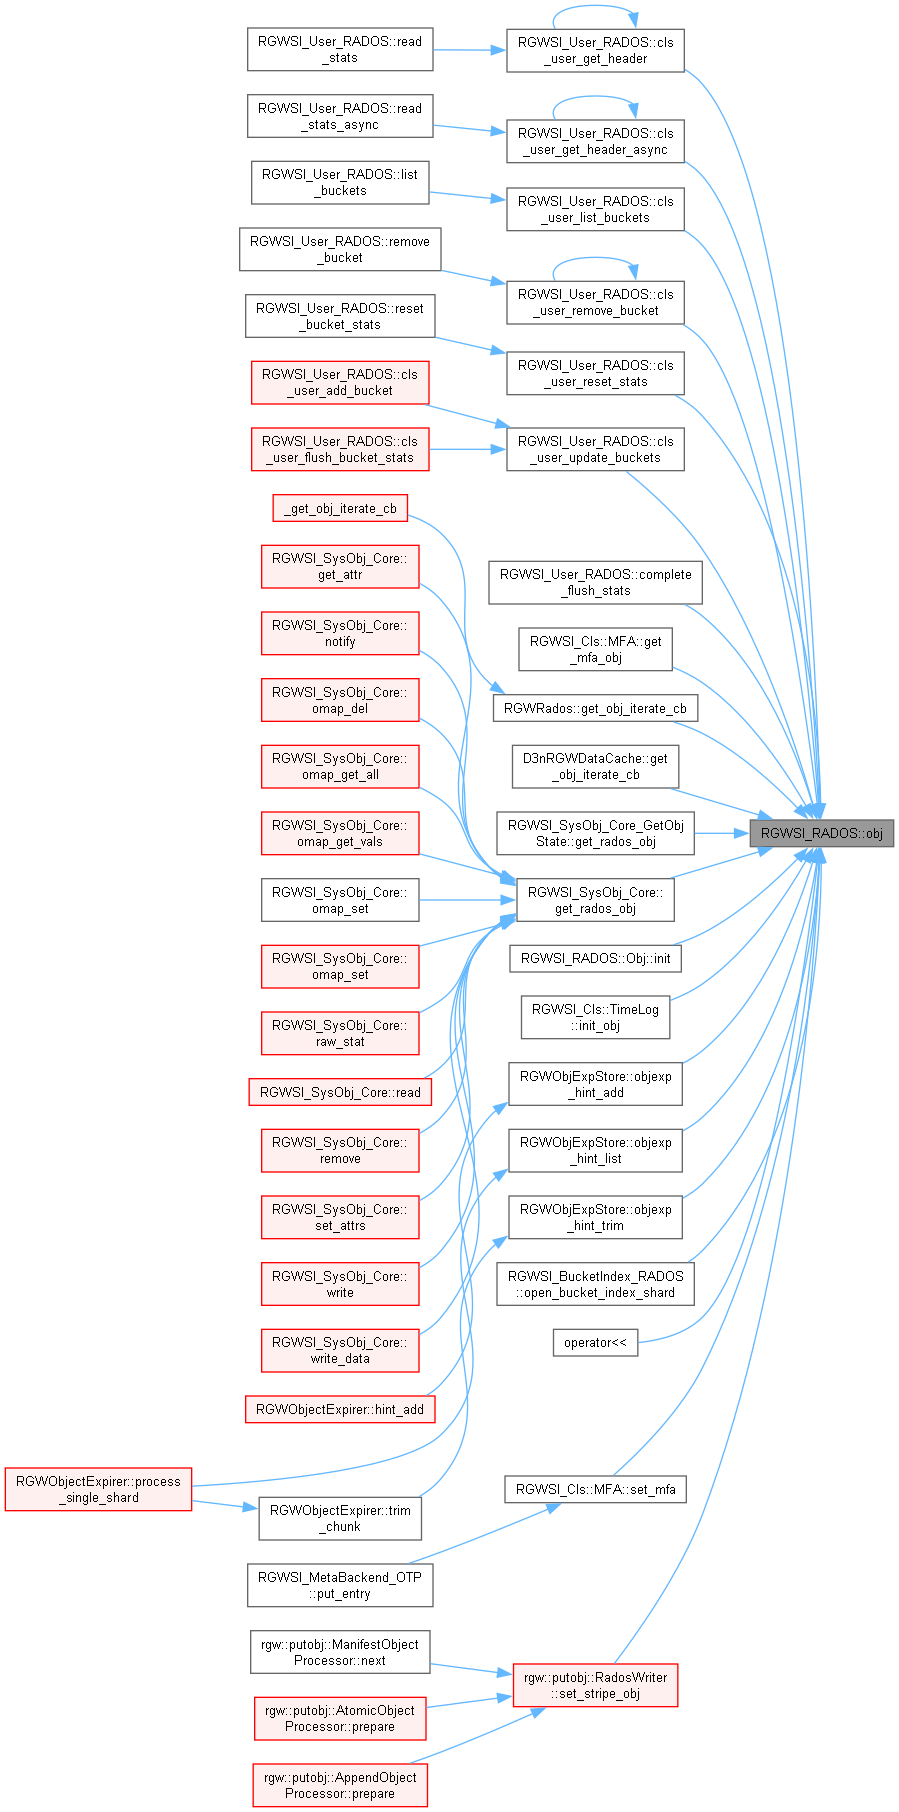 RGWSI_User_RADOS::read
_stats
RGWSI_User_RADOS::cls
_user_get_header
RGWSI_User_RADOS::read
_stats_async
RGWSI_User_RADOS::cls
_user_get_header_async
RGWSI_User_RADOS::list
_buckets
RGWSI_User_RADOS::cls
_user_list_buckets
RGWSI_User_RADOS::remove
_bucket
RGWSI_User_RADOS::cls
_user_remove_bucket
RGWSI_User_RADOS::reset
_bucket_stats
RGWSI_User_RADOS::cls
_user_reset_stats
RGWSI_User_RADOS::cls
_user_add_bucket
RGWSI_User_RADOS::cls
_user_flush_bucket_stats
RGWSI_User_RADOS::cls
_user_update_buckets
_get_obj_iterate_cb
RGWSI_SysObj_Core::
get_attr
RGWSI_User_RADOS::complete
_flush_stats
RGWSI_SysObj_Core::
notify
RGWSI_Cls::MFA::get
_mfa_obj
RGWSI_SysObj_Core::
omap_del
RGWRados::get_obj_iterate_cb
RGWSI_SysObj_Core::
omap_get_all
D3nRGWDataCache::get
_obj_iterate_cb
RGWSI_SysObj_Core::
omap_get_vals
RGWSI_SysObj_Core_GetObj
State::get_rados_obj
RGWSI_RADOS::obj
RGWSI_SysObj_Core::
omap_set
RGWSI_SysObj_Core::
get_rados_obj
RGWSI_SysObj_Core::
omap_set
RGWSI_RADOS::Obj::init
RGWSI_SysObj_Core::
raw_stat
RGWSI_Cls::TimeLog
::init_obj
RGWSI_SysObj_Core::read
RGWObjExpStore::objexp
_hint_add
RGWSI_SysObj_Core::
remove
RGWObjExpStore::objexp
_hint_list
RGWSI_SysObj_Core::
set_attrs
RGWObjExpStore::objexp
_hint_trim
RGWSI_SysObj_Core::
write
RGWSI_BucketIndex_RADOS
::open_bucket_index_shard
RGWSI_SysObj_Core::
write_data
operator<<
RGWObjectExpirer::hint_add
RGWObjectExpirer::process
_single_shard
RGWObjectExpirer::trim
_chunk
RGWSI_Cls::MFA::set_mfa
RGWSI_MetaBackend_OTP
::put_entry
rgw::putobj::ManifestObject
Processor::next
rgw::putobj::RadosWriter
::set_stripe_obj
rgw::putobj::AtomicObject
Processor::prepare
rgw::putobj::AppendObject
Processor::prepare